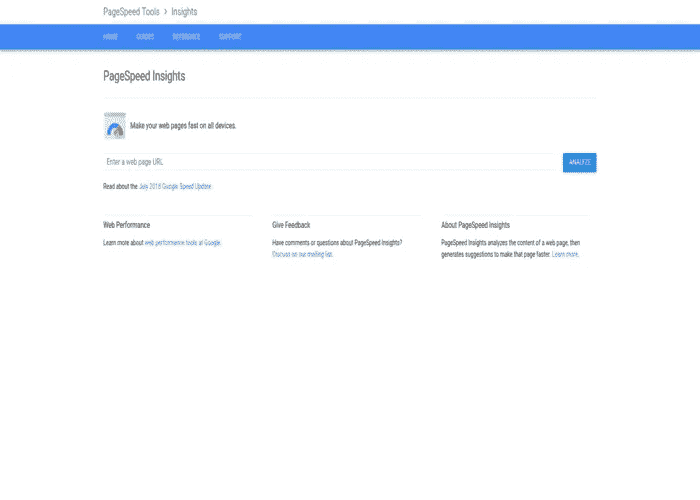 PageSpeed Tools > Insights
HOME GUIDES REFERENCE SUPPORT
PageSpeed Insights
Make your web pages fast on all devices.
Enter a web page URL
ANALYZE
Read about the July 2018 Google Speed Update.
Web Performance
Learn more about web performance tools at Google.
Give Feedback
Have comments or questions about PageSpeed Insights?
Discuss on our mailing list.
About PageSpeed Insights
PageSpeed Insights analyzes the content of a web page, then
generates suggestions to make that page faster. Learn more.